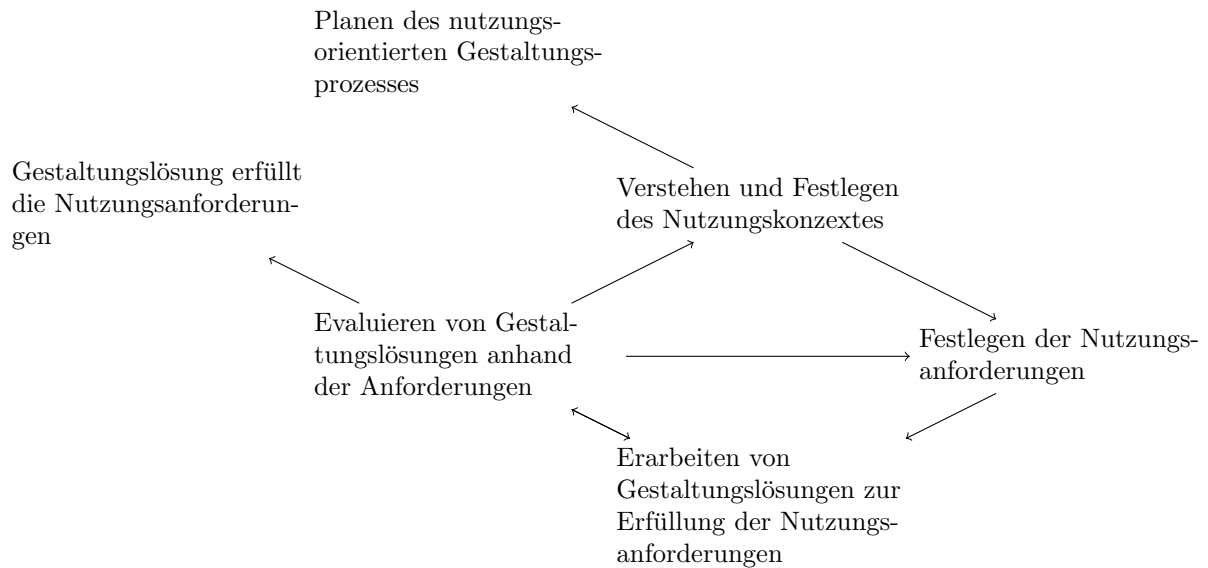 Planen des nutzungs-
orientierten Gestaltungs-
prozesses
Gestaltungslösung erfüllt
die Nutzungsanforderun-
gen
Verstehen und Festlegen
des Nutzungskonzextes
Evaluieren von Gestal-
tungslösungen anhand
der Anforderungen
Festlegen der Nutzungs-
anforderungen
Erarbeiten von
Gestaltungslösungen zur
Erfüllung der Nutzungs-
anforderungen